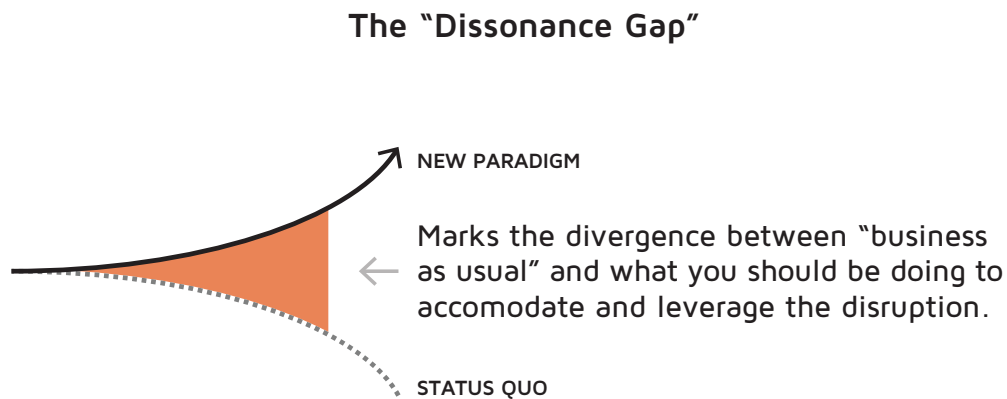 The “Dissonance Gap”
NEW PARADIGM
Marks the divergence between “business
as usual” and what you should be doing to
accomodate and leverage the disruption.
STATUS QUO